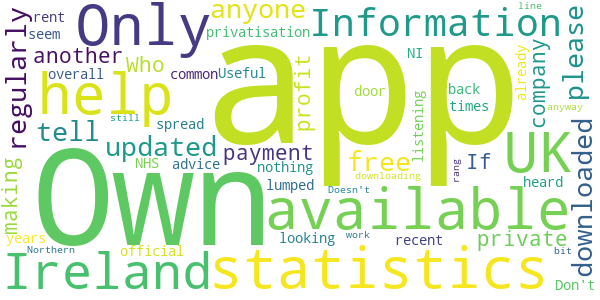 Only
anyone
Information
rent
seem
another
privatisation
regularly
Who
overall
common
Useful
help
profit
app
door
NI
back
times
line
already
company
please
tell
spread
updated
still
NHS
advice
payment
nothing
lumped
free
downloading
listening
If
rang
UK
heard
anyway
downloaded
making
Own
Doesn't
available
years
Northern
official
looking
work
recent
private
bit
Ireland
statistics
Don't